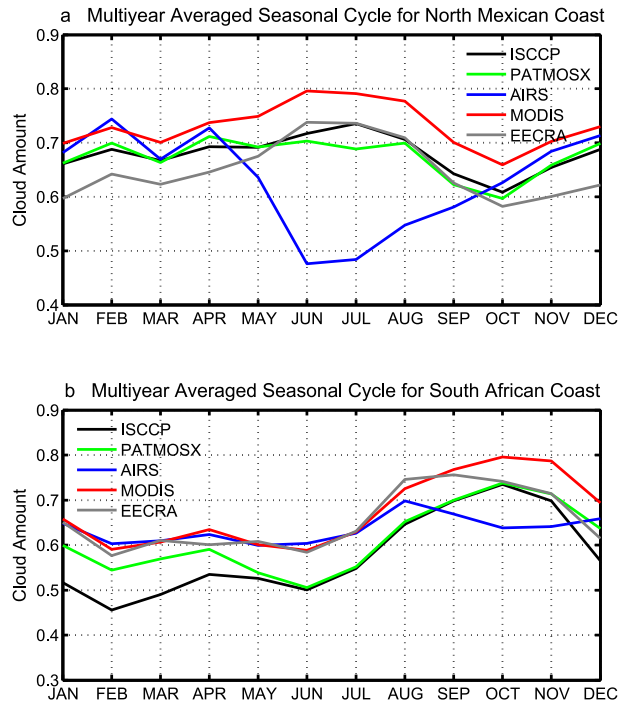 a Multiyear Averaged Seasonal Cycle for North Mexican Coast
0.9
0.8
0.7
0.6
0.5
0.4
Cloud Amount
ISCCP
PATMOSX
AIRS
MODIS
EECRA
JAN FEB MAR APR MAY JUN JUL AUG SEP OCT NOV DEC
b Multiyear Averaged Seasonal Cycle for South African Coast
0.9
0.8
0.7
0.6
0.5
0.4
0.3
Cloud Amount
ISCCP
PATMOSX
AIRS
MODIS
EECRA
JAN FEB MAR APR MAY JUN JUL AUG SEP OCT NOV DEC